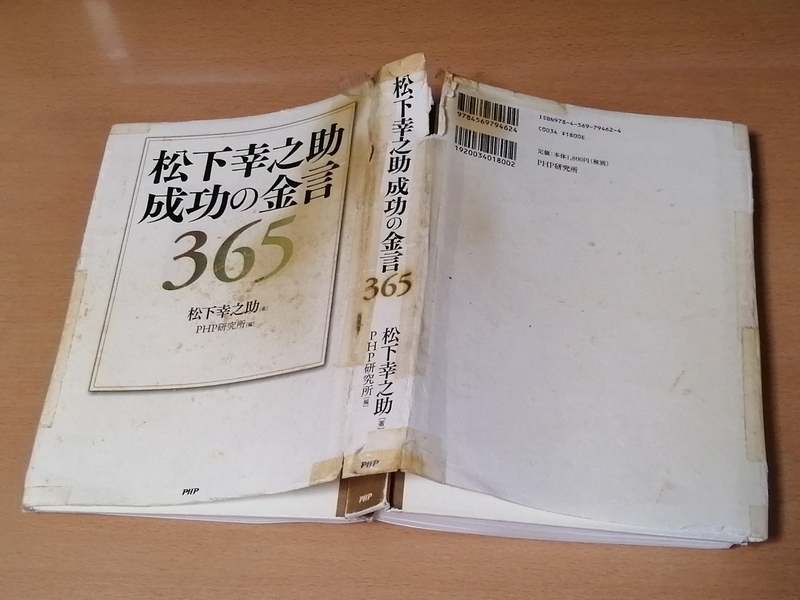 松下幸之助
成功の金言
365
松下幸之助[著]
PHP研究所[編]
PHP
松下幸之助 成功の金言
365
松下幸之助[著]
PHP研究所[編]
PHP
PHP
9784569794624
1920034018002
ISBN978-4-569-79462-4
C0034 ¥1800E
定価:本体1,800円(税別)
PHP研究所